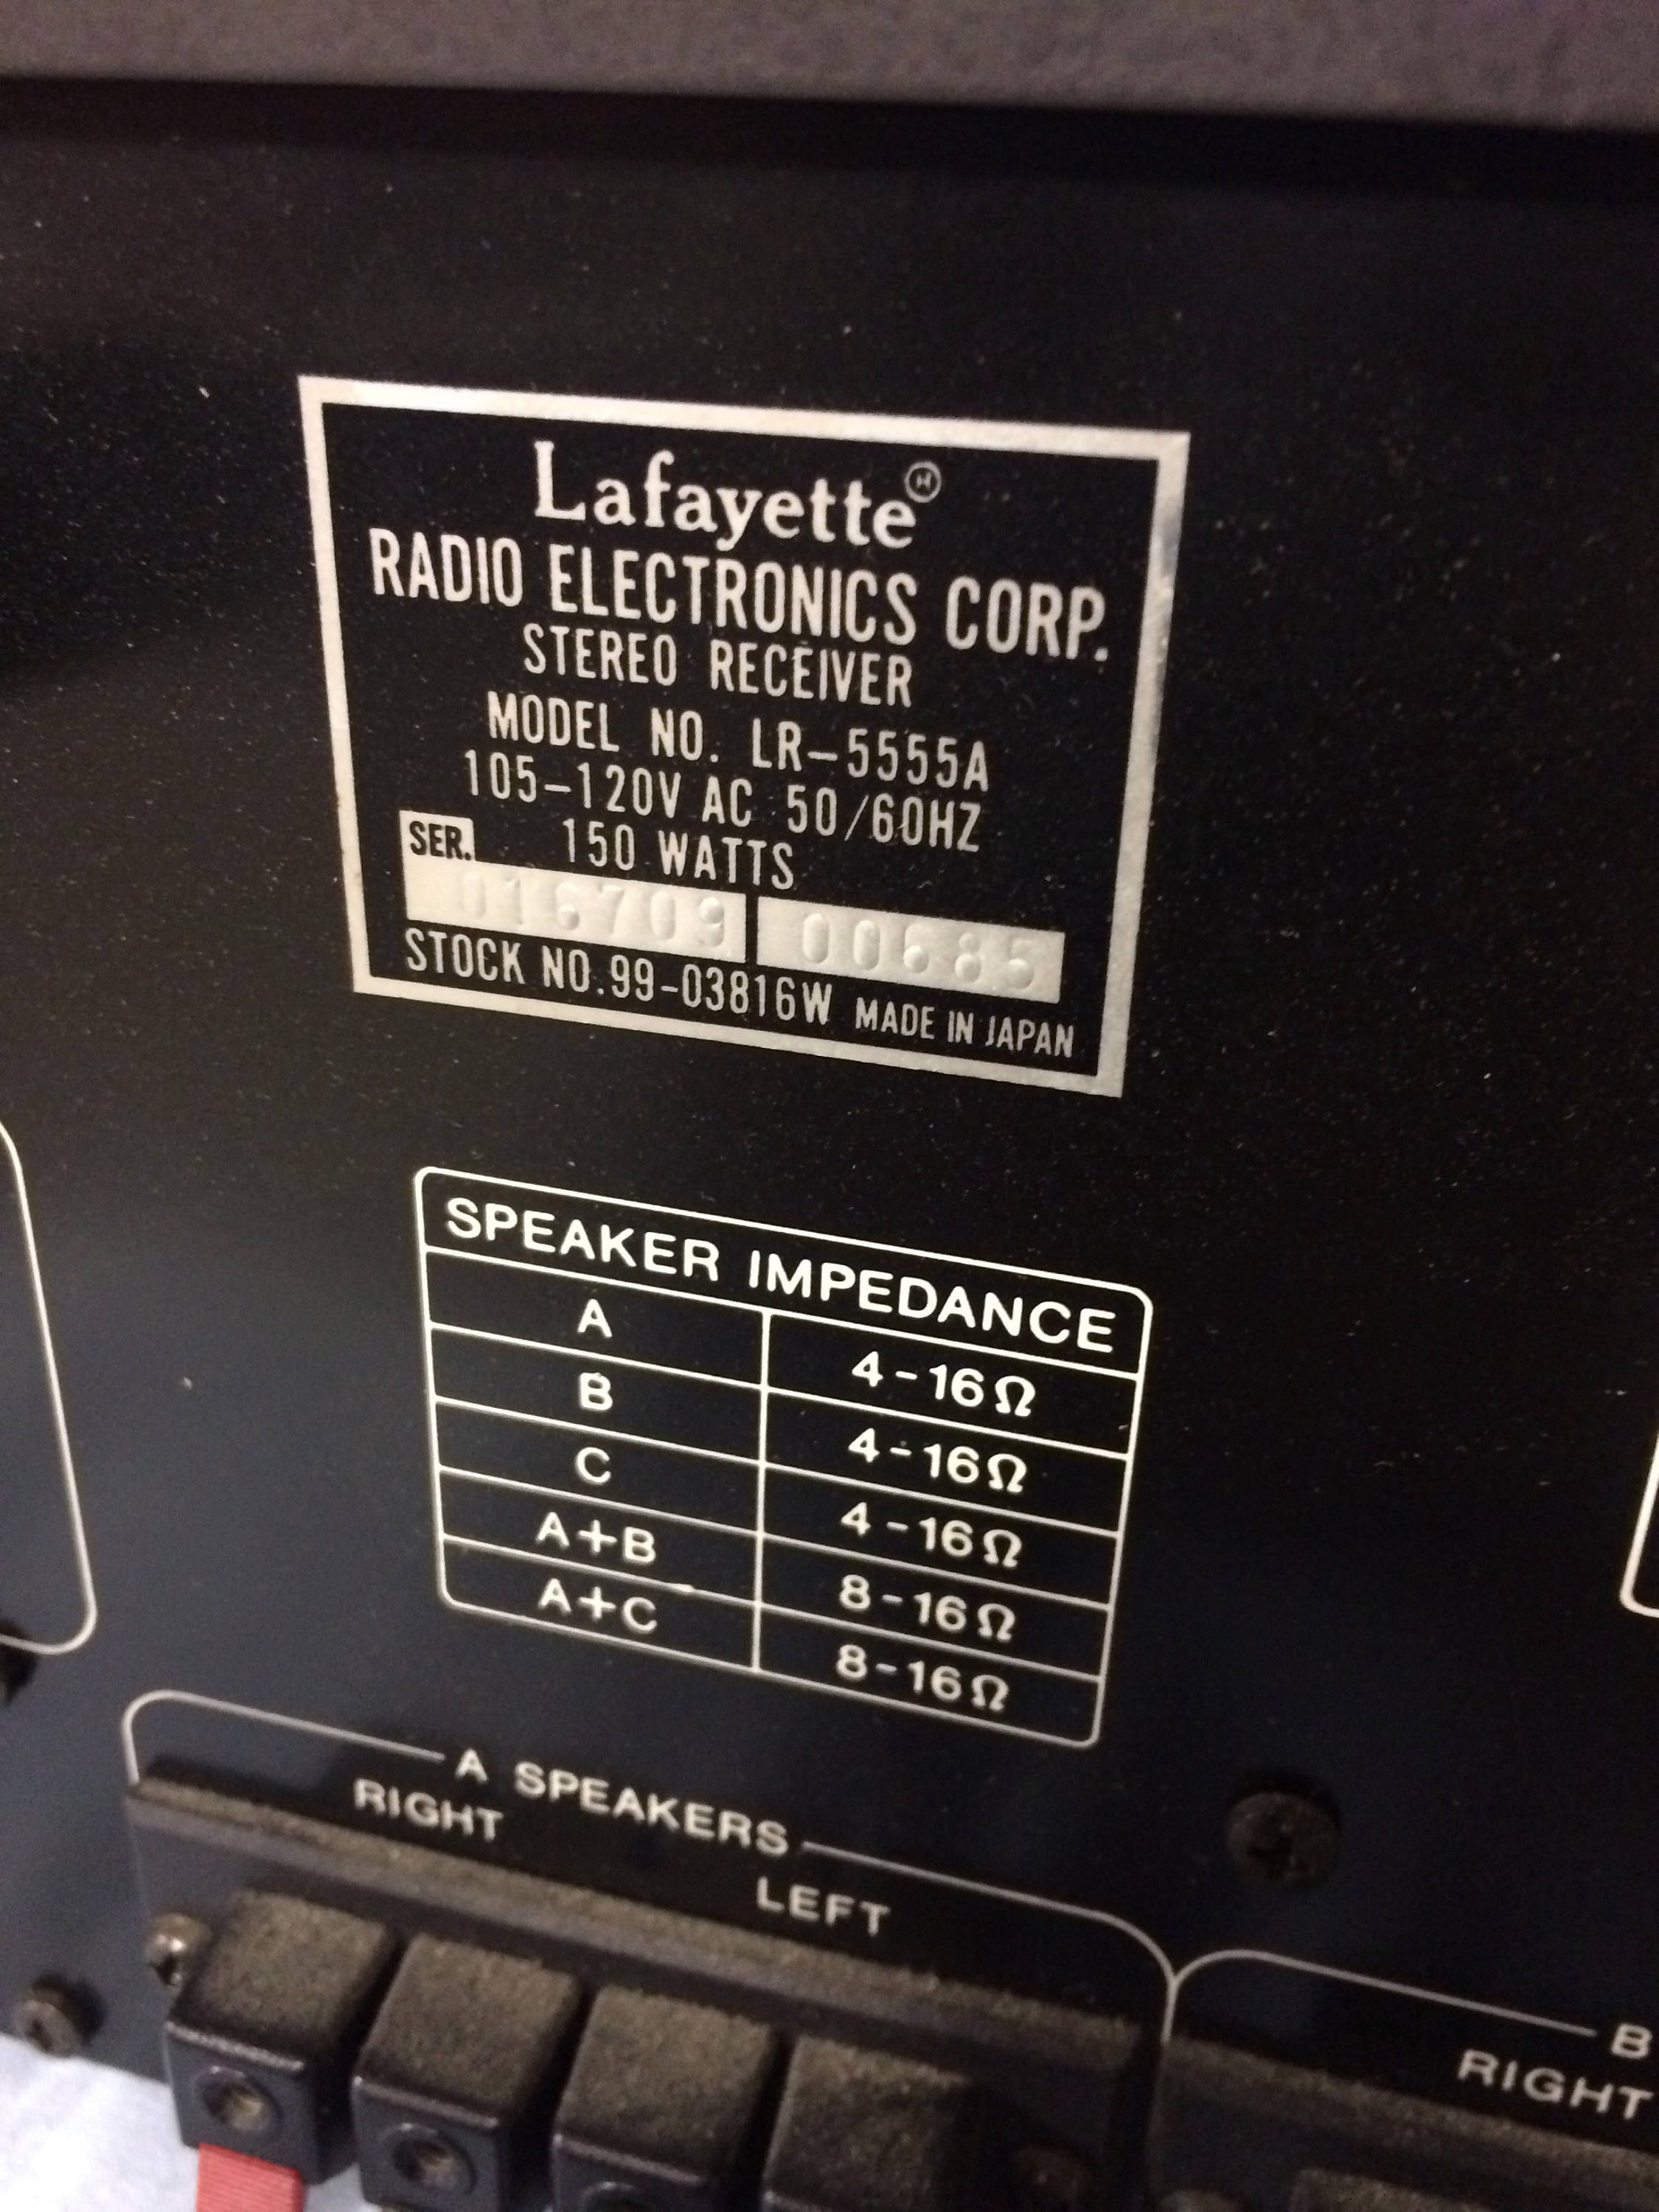 Lafayette®
RADIO ELECTRONICS CORP.
STEREO RECEIVER
MODEL NO. LR-5555A
105-120V AC 50/60HZ
SER. 150 WATTS
016709 00685
STOCK NO.99-03816W MADE IN JAPAN
SPEAKER IMPEDANCE
A 4-16Ω
B 4-16Ω
C 4-16Ω
A+B 8-16Ω
A+C 8-16Ω
A SPEAKERS
RIGHT LEFT
B
RIGHT